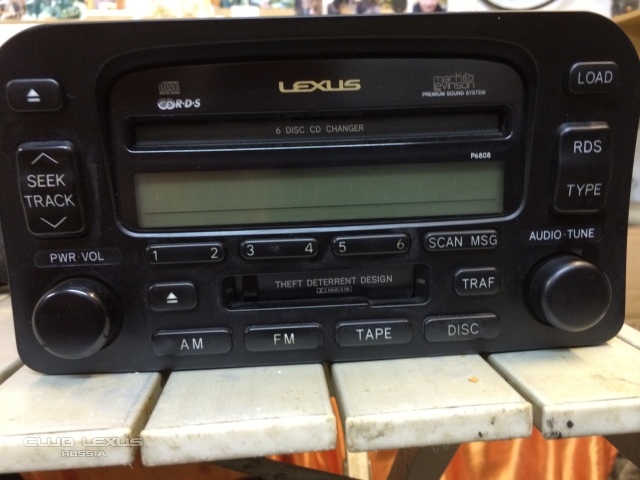 LEXUS
mark levinson
PREMIUM SOUND SYSTEM
R·D·S
LOAD
6 DISC CD CHANGER
P6808
RDS
TYPE
SEEK
TRACK
PWR·VOL
AUDIO·TUNE
1 2
3 4
5 6
SCAN MSG
THEFT DETERRENT DESIGN
TRAF
AM
FM
TAPE
DISC
CLUB LEXUS
RUSSIA